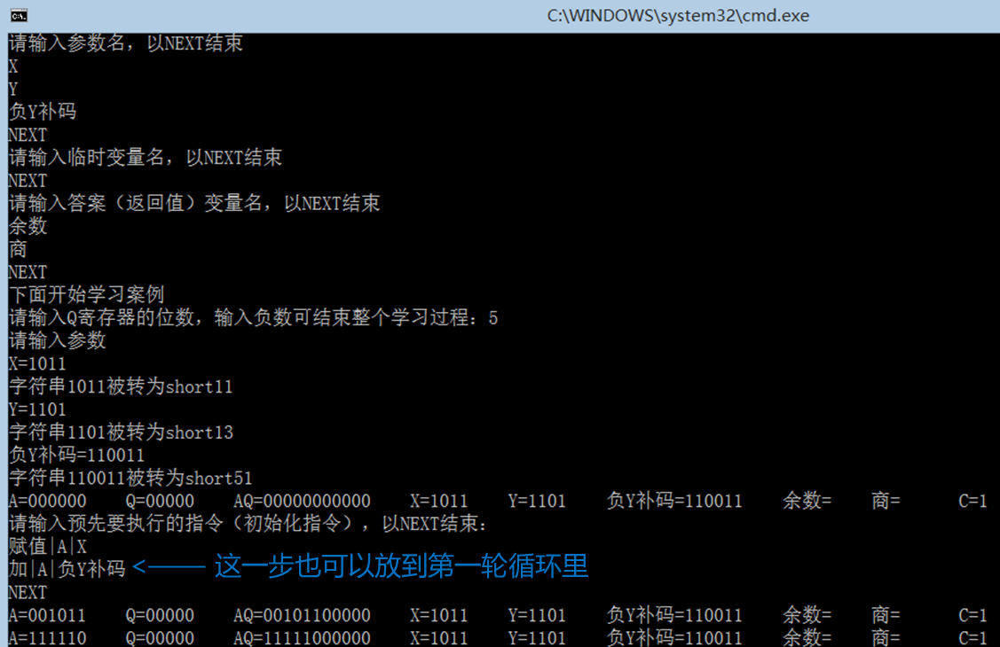 C:\WINDOWS\system32\cmd.exe
请输入参数名，以NEXT结束
X
Y
负Y补码
NEXT
请输入临时变量名，以NEXT结束
NEXT
请输入答案（返回值）变量名，以NEXT结束
余数
商
NEXT
下面开始学习案例
请输入Q寄存器的位数，输入负数可结束整个学习过程：5
请输入参数
X=1011
字符串1011被转为short11
Y=1101
字符串1101被转为short13
负Y补码=110011
字符串110011被转为short51
A=000000 Q=00000 AQ=00000000000 X=1011 Y=1101 负Y补码=110011 余数= 商= C=1
请输入预先要执行的指令（初始化指令），以NEXT结束：
赋值|A|X
加|A|负Y补码 <—— 这一步也可以放到第一轮循环里
NEXT
A=001011 Q=00000 AQ=00101100000 X=1011 Y=1101 负Y补码=110011 余数= 商= C=1
A=111110 Q=00000 AQ=11111000000 X=1011 Y=1101 负Y补码=110011 余数= 商= C=1